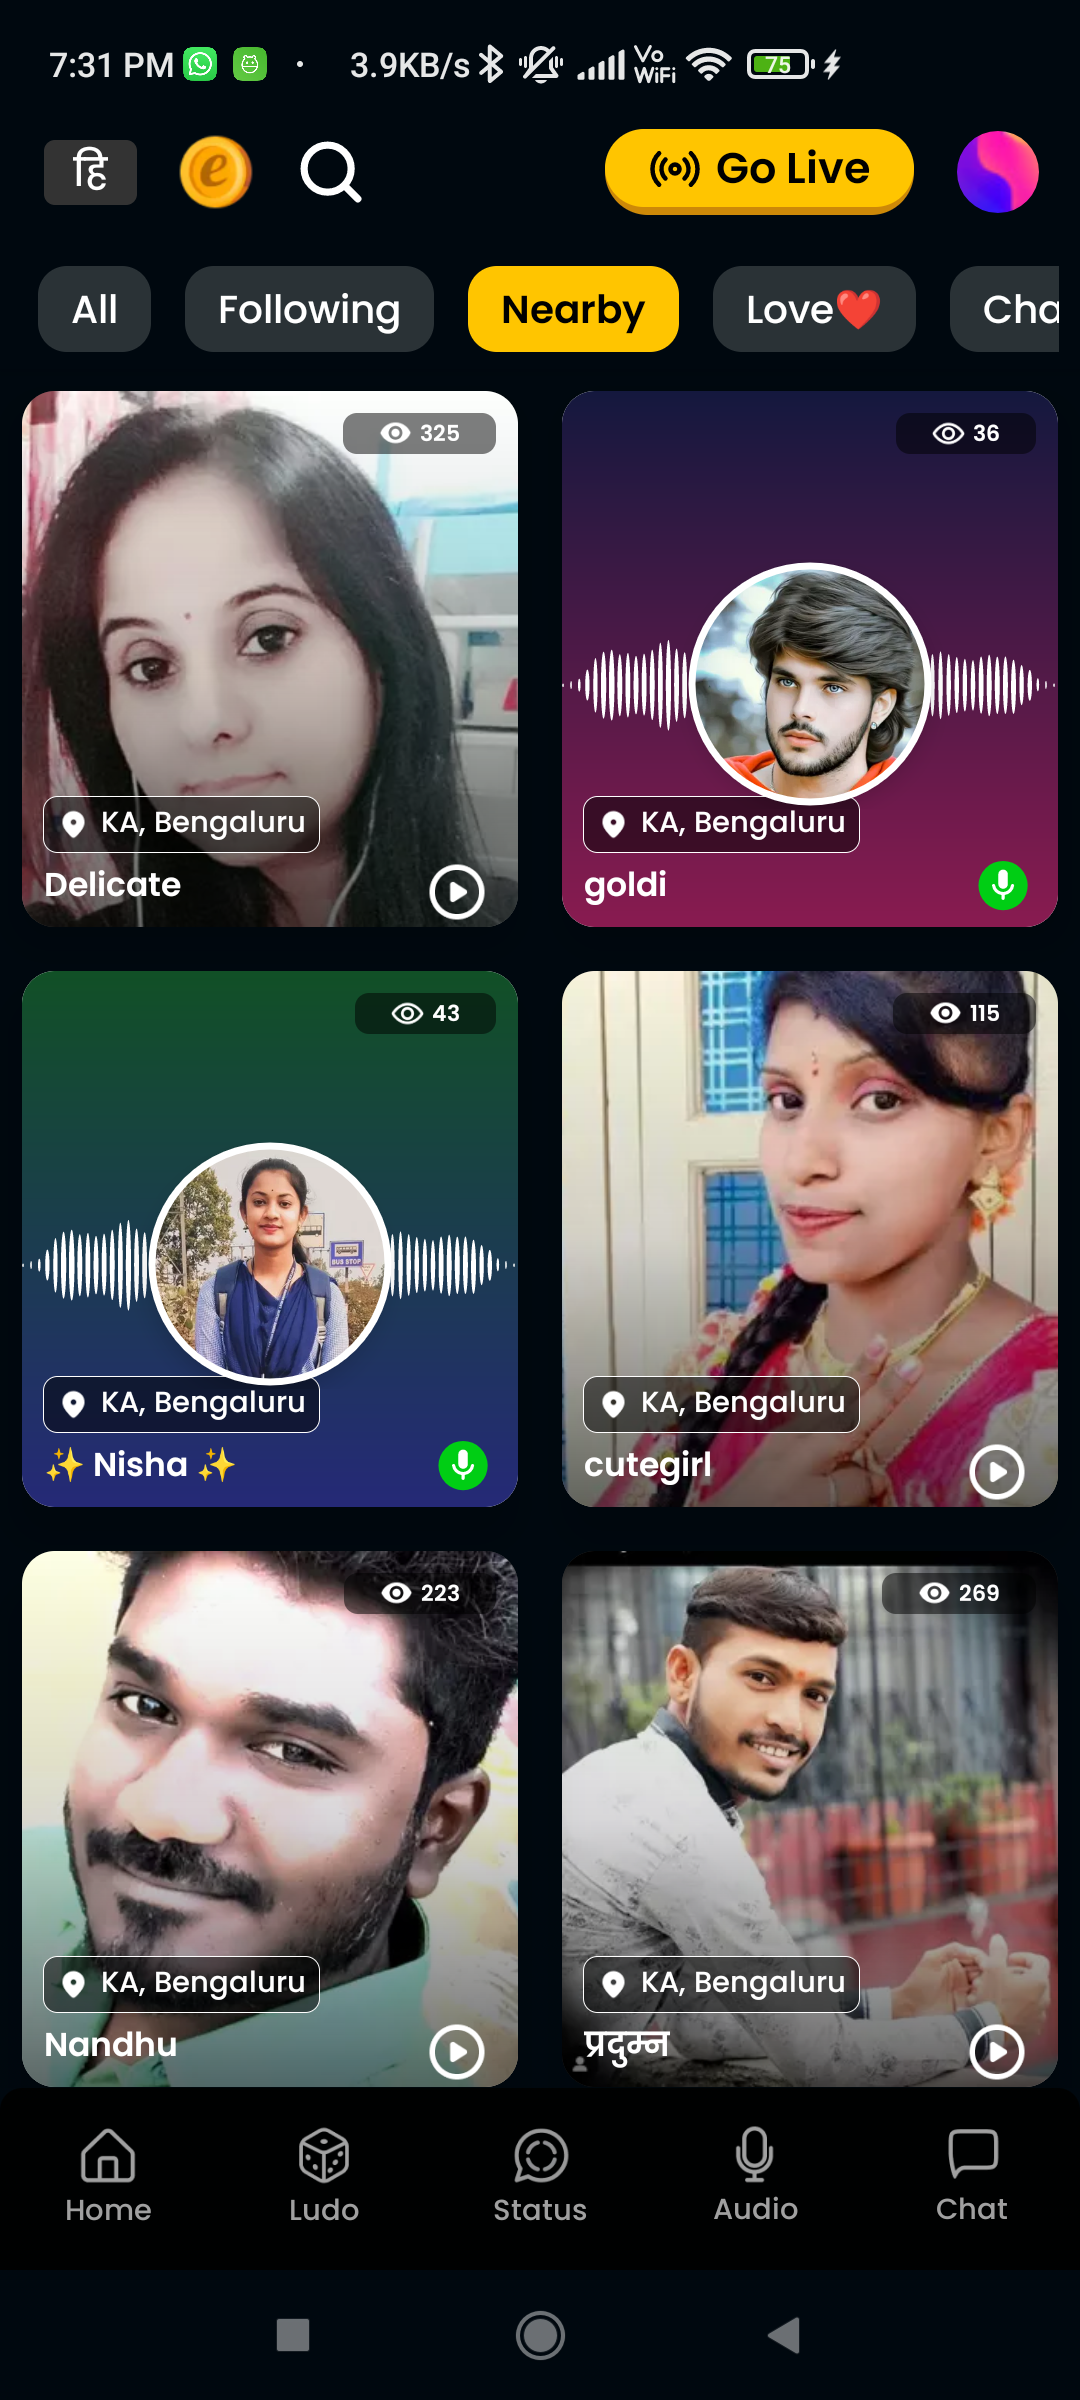 7:31 PM 3.9KB/s Vo WiFi 75
हि e Go Live
All Following Nearby Love❤️ Cha
325
36
KA, Bengaluru
KA, Bengaluru
Delicate
goldi
43
115
BUS STOP
KA, Bengaluru
KA, Bengaluru
✨ Nisha ✨
cutegirl
223
269
KA, Bengaluru
KA, Bengaluru
Nandhu
प्रदुम्न
Home Ludo Status Audio Chat